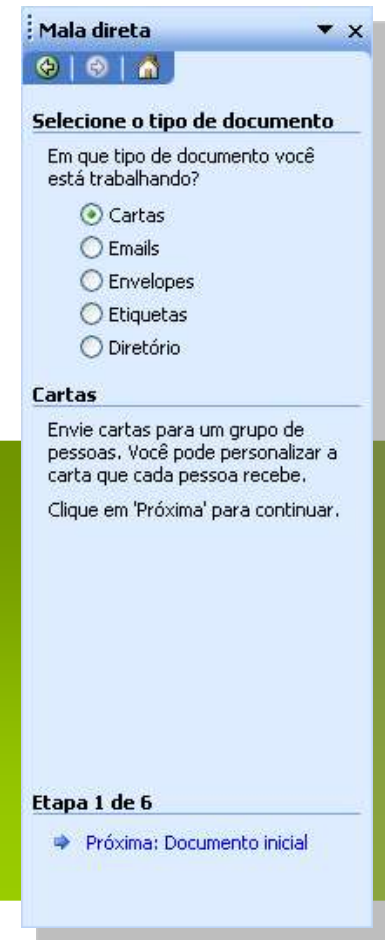 Mala direta
Selecione o tipo de documento
Em que tipo de documento você
está trabalhando?
Cartas
Emails
Envelopes
Etiquetas
Diretório
Cartas
Envie cartas para um grupo de
pessoas. Você pode personalizar a
carta que cada pessoa recebe.
Clique em 'Próxima' para continuar.
Etapa 1 de 6
Próxima: Documento inicial